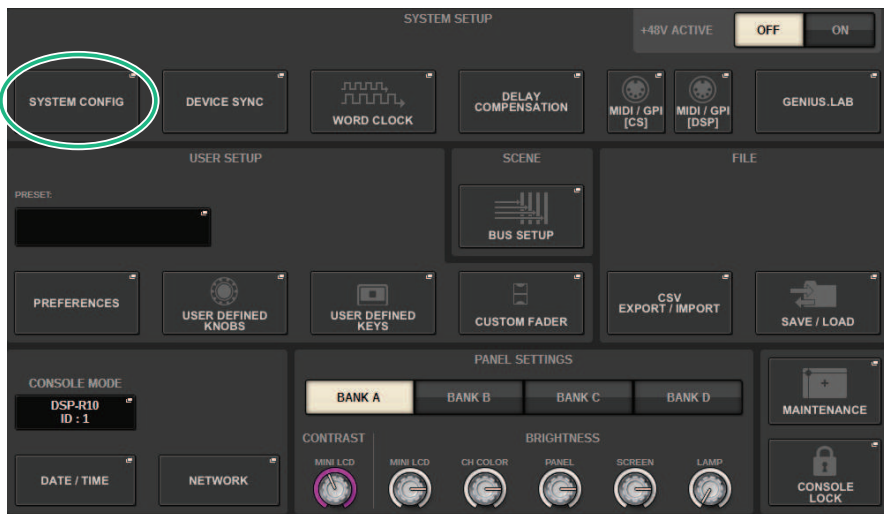 SYSTEM SETUP
+48V ACTIVE
OFF
ON
SYSTEM CONFIG
DEVICE SYNC
WORD CLOCK
DELAY
COMPENSATION
MIDI / GPI
[CS]
MIDI / GPI
[DSP]
GENIUS.LAB
USER SETUP
SCENE
FILE
PRESET:
BUS SETUP
PREFERENCES
USER DEFINED
KNOBS
USER DEFINED
KEYS
CUSTOM FADER
CSV
EXPORT / IMPORT
SAVE / LOAD
CONSOLE MODE
DSP-R10
ID : 1
PANEL SETTINGS
BANK A
BANK B
BANK C
BANK D
MAINTENANCE
CONTRAST
BRIGHTNESS
MINI LCD
MINI LCD
CH COLOR
PANEL
SCREEN
LAMP
DATE / TIME
NETWORK
CONSOLE
LOCK